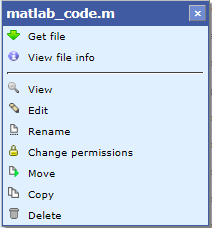 matlab_code.m
Get file
View file info
View
Edit
Rename
Change permissions
Move
Copy
Delete